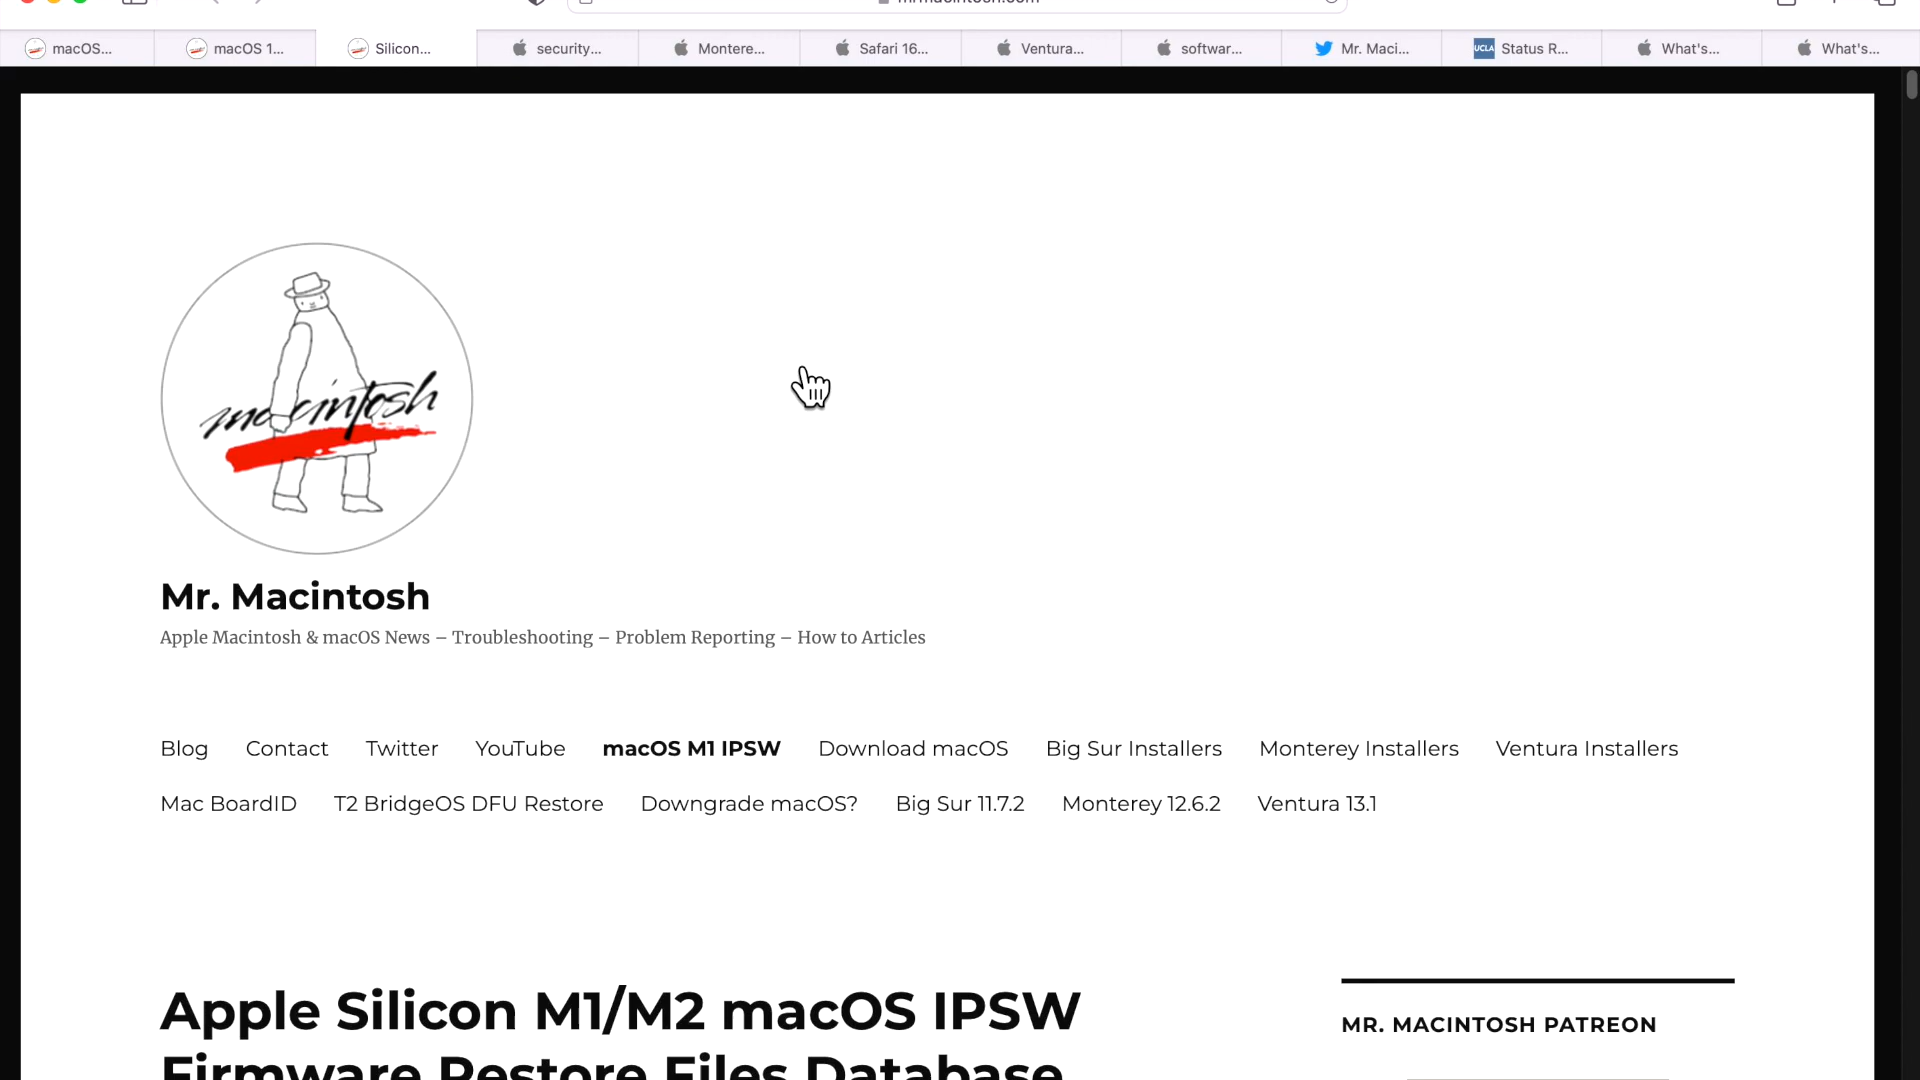 macOS...
macOS 1...
Silicon...
security...
Montere...
Safari 16...
Ventura...
softwar...
Mr. Maci...
UCLA
Status R...
What's...
What's...
macintosh
Mr. Macintosh
Apple Macintosh & macOS News – Troubleshooting – Problem Reporting – How to Articles
Blog Contact Twitter YouTube macOS M1 IPSW Download macOS Big Sur Installers Monterey Installers Ventura Installers
Mac BoardID T2 BridgeOS DFU Restore Downgrade macOS? Big Sur 11.7.2 Monterey 12.6.2 Ventura 13.1
Apple Silicon M1/M2 macOS IPSW
Firmware Restore Files Database
MR. MACINTOSH PATREON